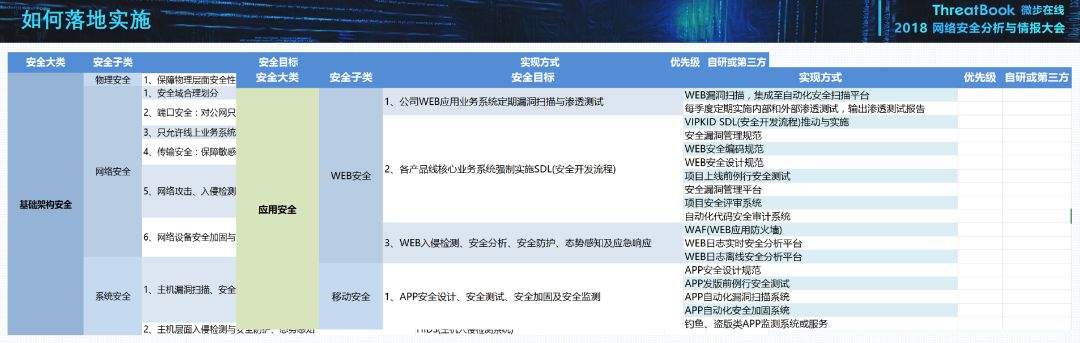 如何落地实施
ThreatBook 微步在线
2018 网络安全分析与情报大会
安全大类 安全子类 安全目标 实现方式 优先级 自研或第三方
基础架构安全
物理安全
1、保障物理层面安全性
网络安全
1、安全域合理划分
2、端口安全：对公网只
3、只允许线上业务系统
4、传输安全：保障敏感
5、网络攻击、入侵检测
6、网络设备安全加固与
系统安全
1、主机漏洞扫描、安全
2、主机层面入侵检测与安全防护、态势感知
HIDS(主机入侵检测系统)
安全大类 安全子类 安全目标 实现方式 优先级 自研或第三方
应用安全
WEB安全
1、公司WEB应用业务系统定期漏洞扫描与渗透测试
WEB漏洞扫描，集成至自动化安全扫描平台
每季度定期实施内部和外部渗透测试，输出渗透测试报告
2、各产品线核心业务系统强制实施SDL(安全开发流程)
VIPKID SDL(安全开发流程)推动与实施
安全漏洞管理规范
WEB安全编码规范
WEB安全设计规范
项目上线前例行安全测试
安全漏洞管理平台
项目安全评审系统
自动化代码安全审计系统
3、WEB入侵检测、安全分析、安全防护、态势感知及应急响应
WAF(WEB应用防火墙)
WEB日志实时安全分析平台
WEB日志离线安全分析平台
移动安全
1、APP安全设计、安全测试、安全加固及安全监测
APP安全设计规范
APP发版前例行安全测试
APP自动化漏洞扫描系统
APP自动化安全加固系统
钓鱼、盗版类APP监测系统或服务